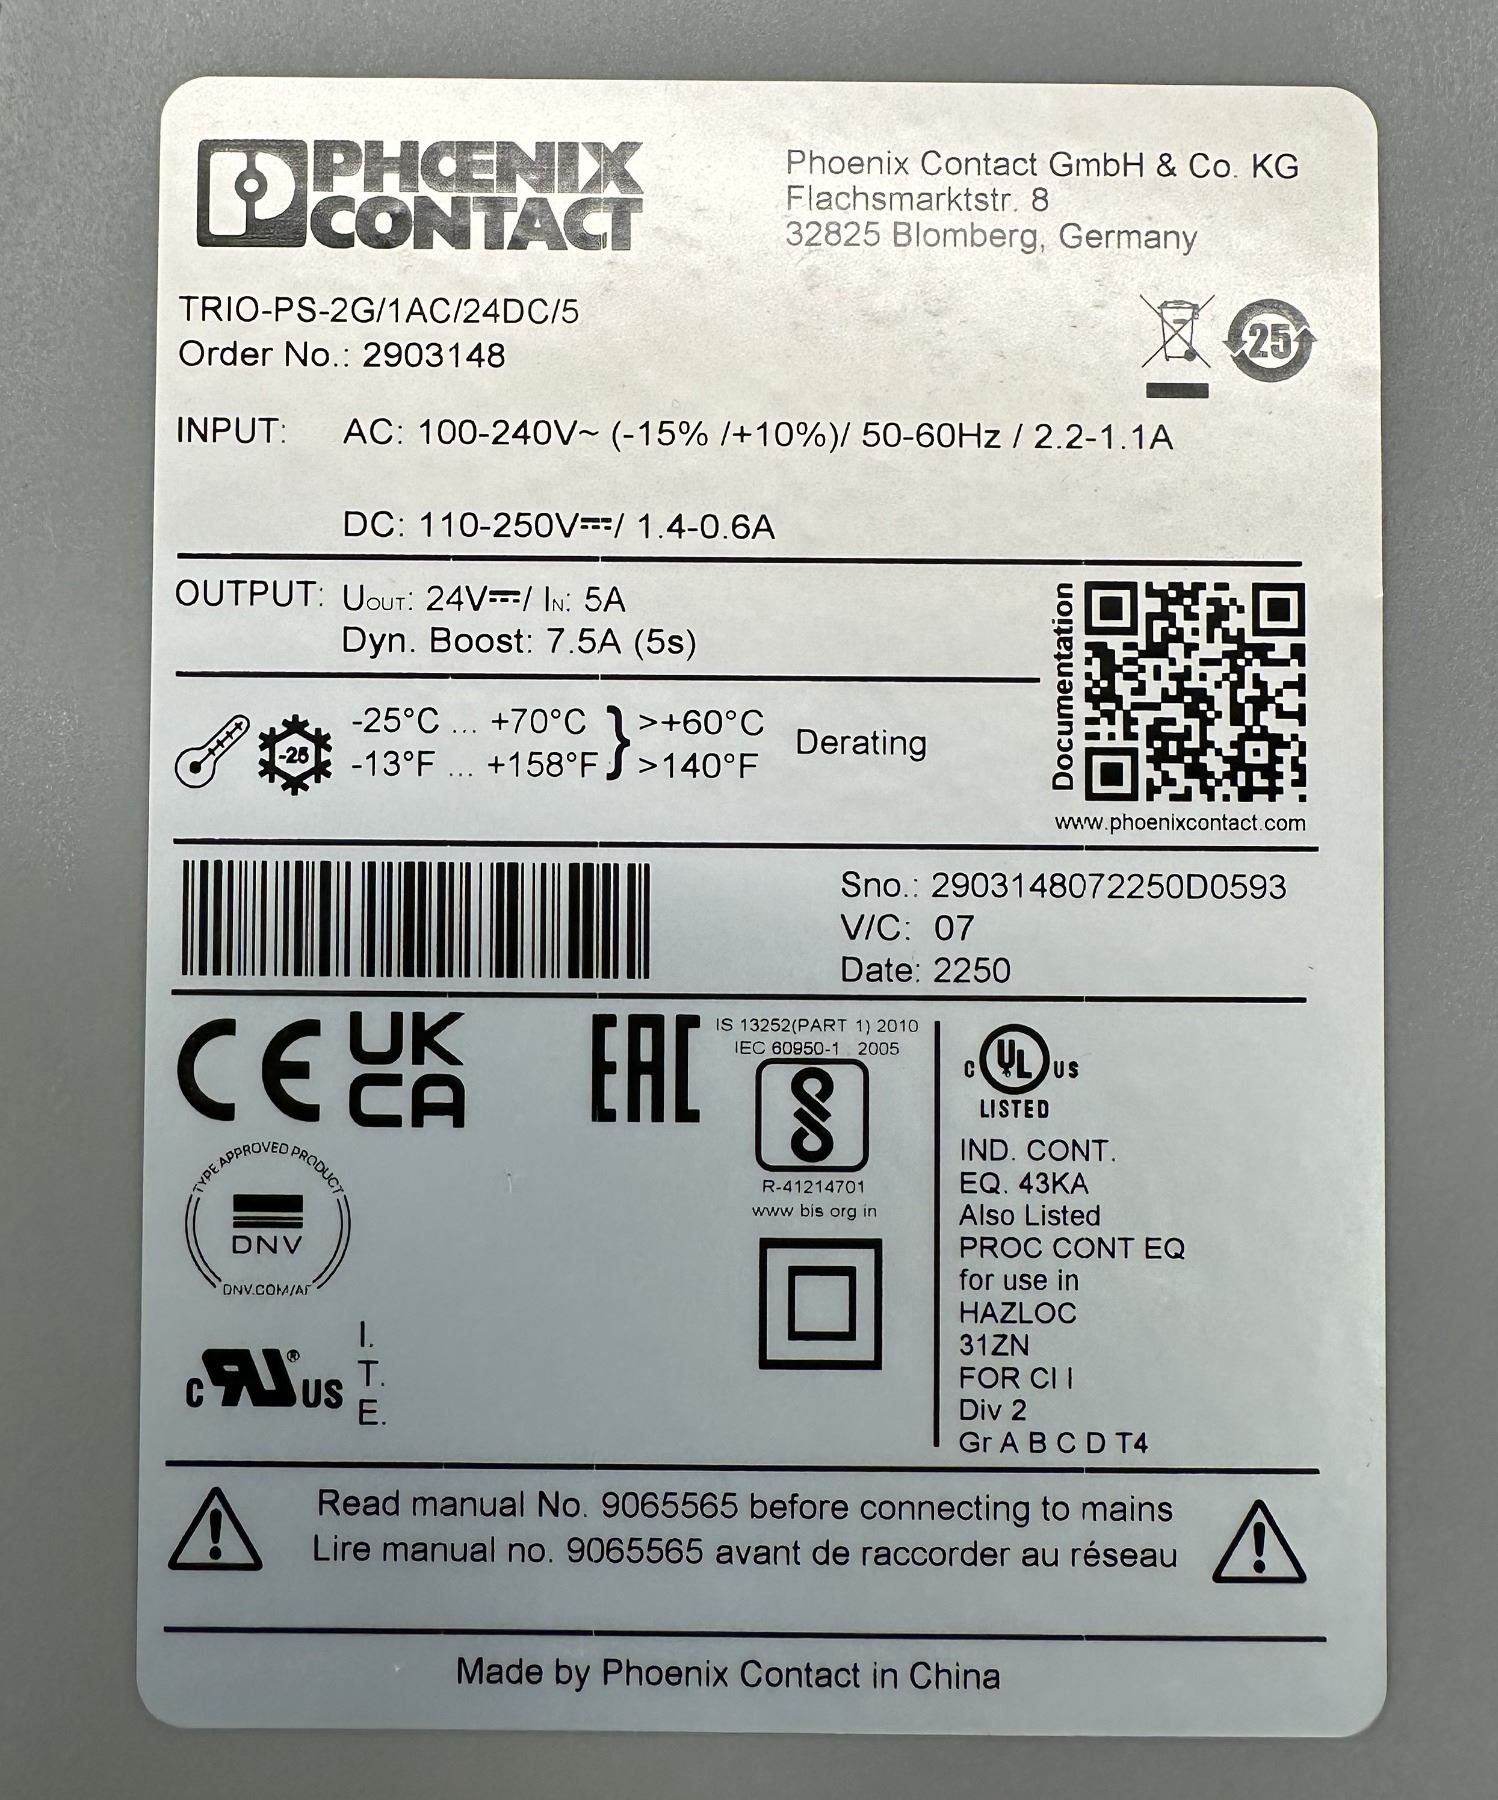 PHŒNIX
CONTACT
Phoenix Contact GmbH & Co. KG
Flachsmarktstr. 8
32825 Blomberg, Germany
TRIO-PS-2G/1AC/24DC/5
Order No.: 2903148
25
INPUT: AC: 100-240V~ (-15% /+10%)/ 50-60Hz / 2.2-1.1A
DC: 110-250V⎓/ 1.4-0.6A
OUTPUT: UOUT: 24V⎓/ IN: 5A
Dyn. Boost: 7.5A (5s)
Documentation
www.phoenixcontact.com
-25
-25°C ... +70°C } >+60°C Derating
-13°F ... +158°F } >140°F
Sno.: 2903148072250D0593
V/C: 07
Date: 2250
CE UK
CA
EAC
IS 13252(PART 1) 2010
IEC 60950-1 2005
R-41214701
www bis org in
C UL US
LISTED
IND. CONT.
EQ. 43KA
Also Listed
PROC CONT EQ
for use in
HAZLOC
31ZN
FOR Cl I
Div 2
Gr A B C D T4
TYPE APPROVED PRODUCT
DNV
DNV.COM/AF
C RU® US
I.
T.
E.
Read manual No. 9065565 before connecting to mains
Lire manual no. 9065565 avant de raccorder au réseau
Made by Phoenix Contact in China